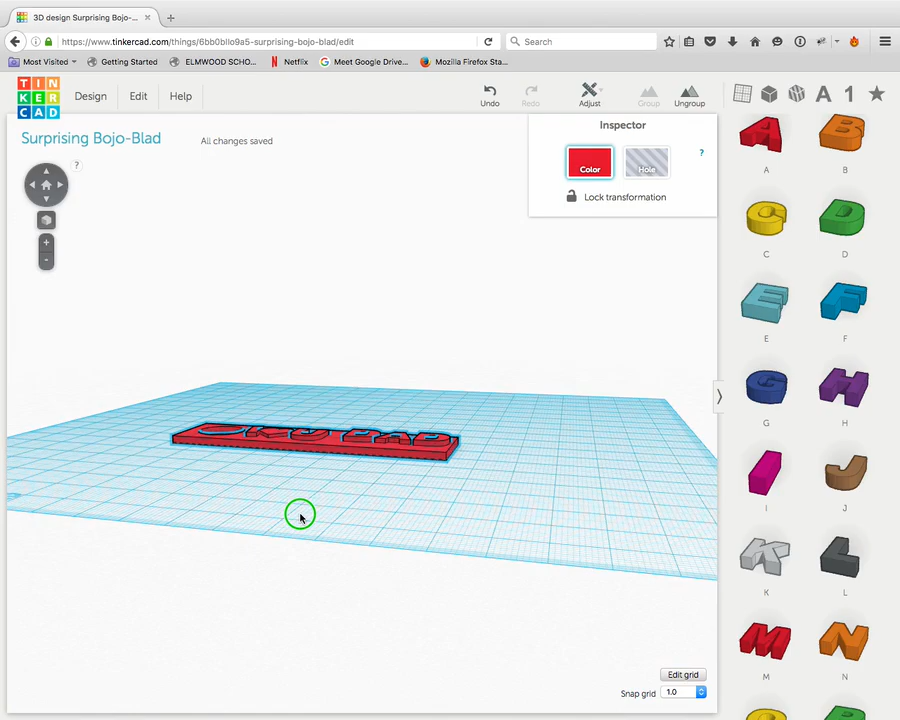 3D design Surprising Bojo-Bla...
https://www.tinkercad.com/things/6bb0bllo9a5-surprising-bojo-blad/edit
Search
Most Visited
Getting Started
ELMWOOD SCHO...
Netflix
Meet Google Drive...
Mozilla Firefox Sta...
TIN
KER
CAD
Design
Edit
Help
Undo
Redo
Adjust
Group
Ungroup
Surprising Bojo-Blad
All changes saved
Inspector
Color
Hole
?
Lock transformation
?
A
B
C
D
E
F
G
H
I
J
K
L
M
N
Edit grid
Snap grid
1.0